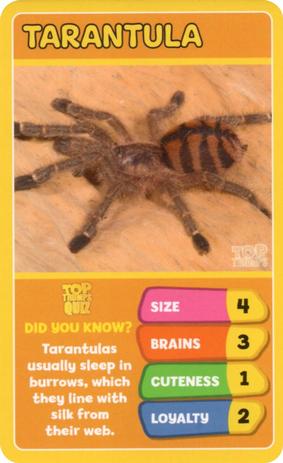 TARANTULA
TOP
TRUMPS
TOP
TRUMPS
QUIZ
DID YOU KNOW?
Tarantulas
usually sleep in
burrows, which
they line with
silk from
their web.
SIZE 4
BRAINS 3
CUTENESS 1
LOYALTY 2